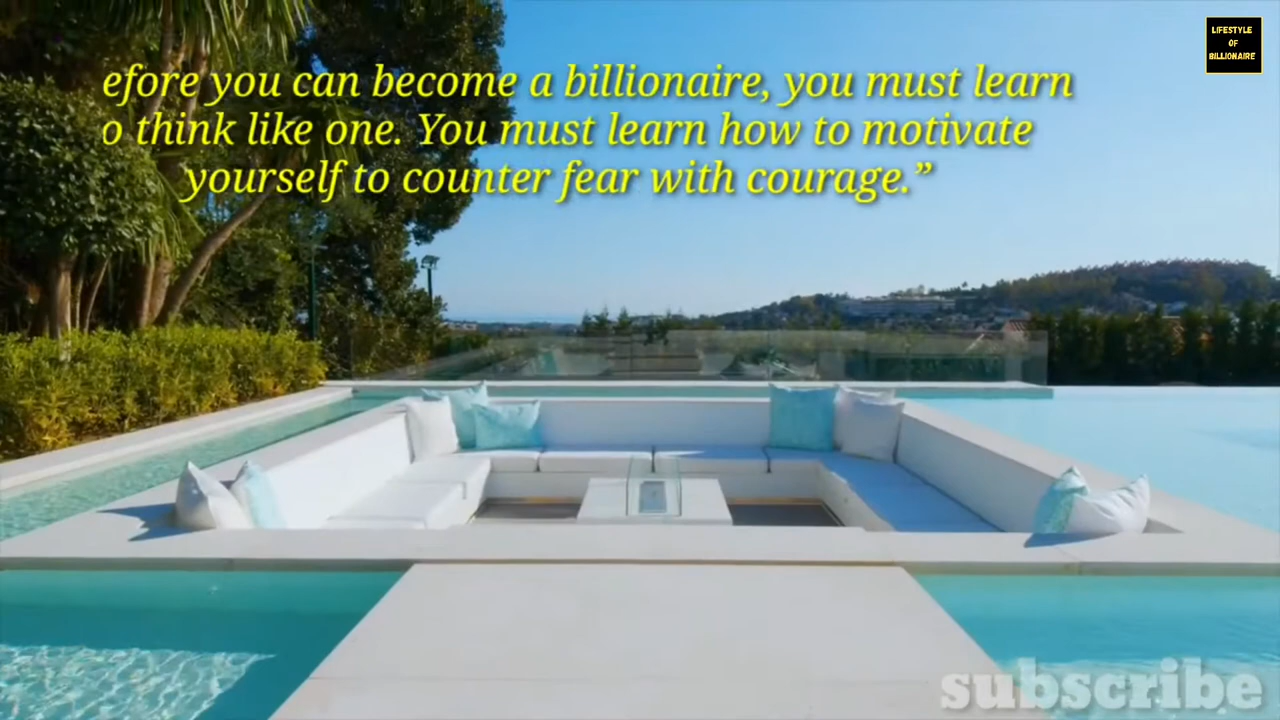 efore you can become a billionaire, you must learn
o think like one. You must learn how to motivate
yourself to counter fear with courage.”
LIFESTYLE
OF
BILLIONAIRE
subscribe